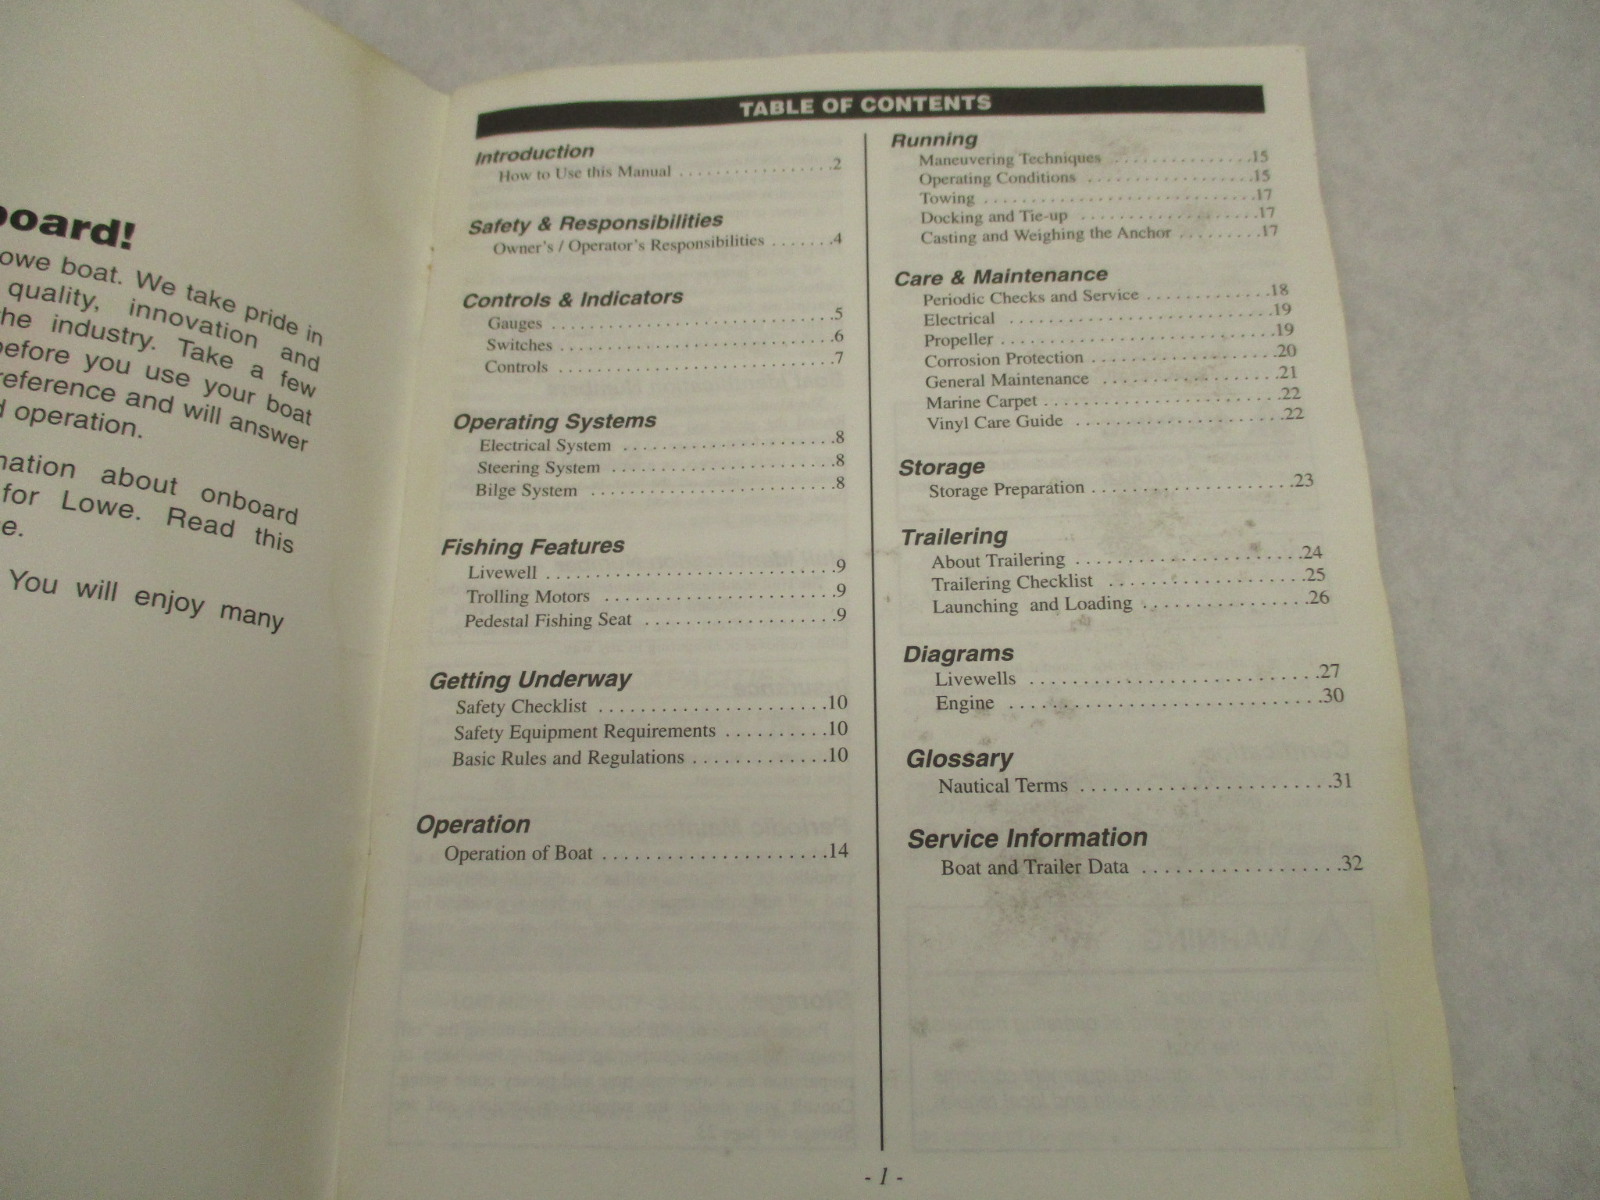 board!
owe boat. We take pride in
quality, innovation and
the industry. Take a few
before you use your boat
reference and will answer
operation.
about onboard
for Lowe. Read this
You will enjoy many
TABLE OF CONTENTS
Introduction
How to Use this Manual ................2
Safety & Responsibilities
Owner's / Operator's Responsibilities .......4
Controls & Indicators
Gauges ............................5
Switches ...........................6
Controls ...........................7
Operating Systems
Electrical System .....................8
Steering System ......................8
Bilge System ........................8
Fishing Features
Livewell ...........................9
Trolling Motors ......................9
Pedestal Fishing Seat ...................9
Getting Underway
Safety Checklist ......................10
Safety Equipment Requirements ..........10
Basic Rules and Regulations .............10
Operation
Operation of Boat ......................14
Running
Maneuvering Techniques ...............15
Operating Conditions ..................15
Towing ...........................17
Docking and Tie-up ..................17
Casting and Weighing the Anchor .........17
Care & Maintenance
Periodic Checks and Service .............18
Electrical ..........................19
Propeller ...........................19
Corrosion Protection ..................20
General Maintenance .................21
Marine Carpet .......................22
Vinyl Care Guide ....................22
Storage
Storage Preparation ....................23
Trailering
About Trailering ......................24
Trailering Checklist ...................25
Launching and Loading ................26
Diagrams
Livewells ...........................27
Engine .............................30
Glossary
Nautical Terms .......................31
Service Information
Boat and Trailer Data ..................32
- 1 -